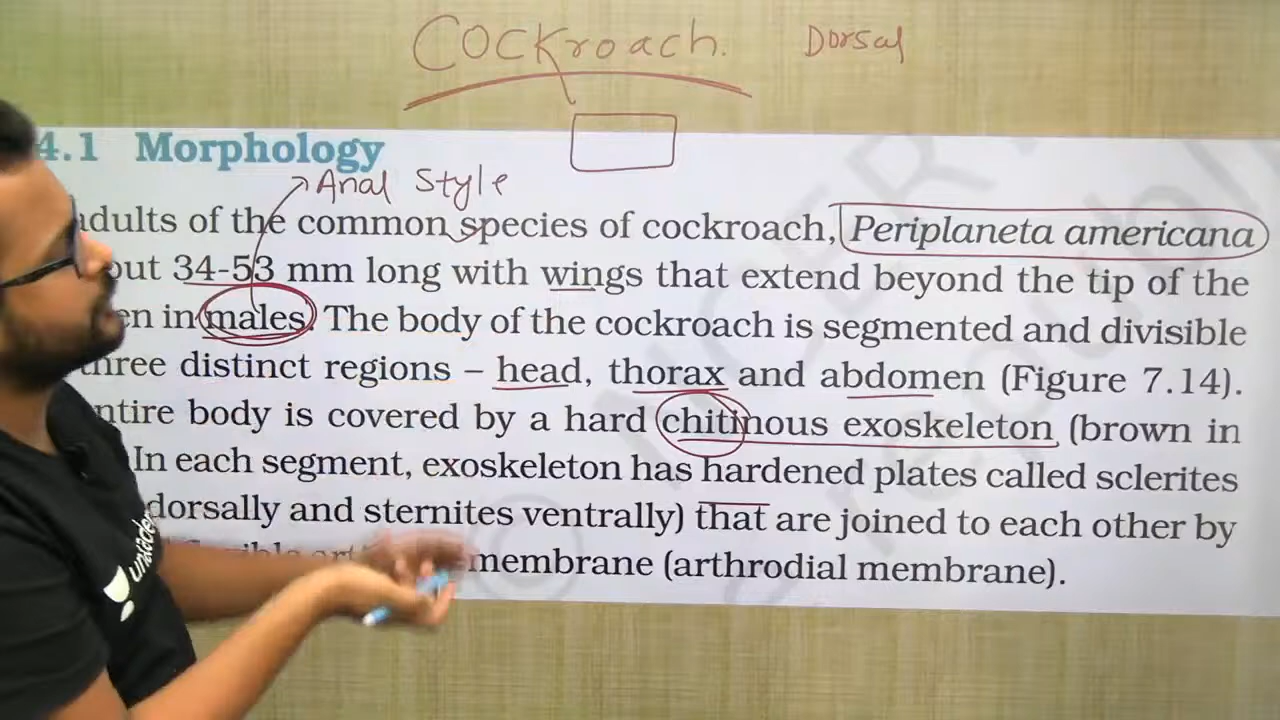 Cockroach. Dorsal
4.1 Morphology
Anal Style
adults of the common species of cockroach, Periplaneta americana
out 34-53 mm long with wings that extend beyond the tip of the
en in males. The body of the cockroach is segmented and divisible
three distinct regions – head, thorax and abdomen (Figure 7.14).
ntire body is covered by a hard chitinous exoskeleton (brown in
In each segment, exoskeleton has hardened plates called sclerites
dorsally and sternites ventrally) that are joined to each other by
membrane (arthrodial membrane).
unacade